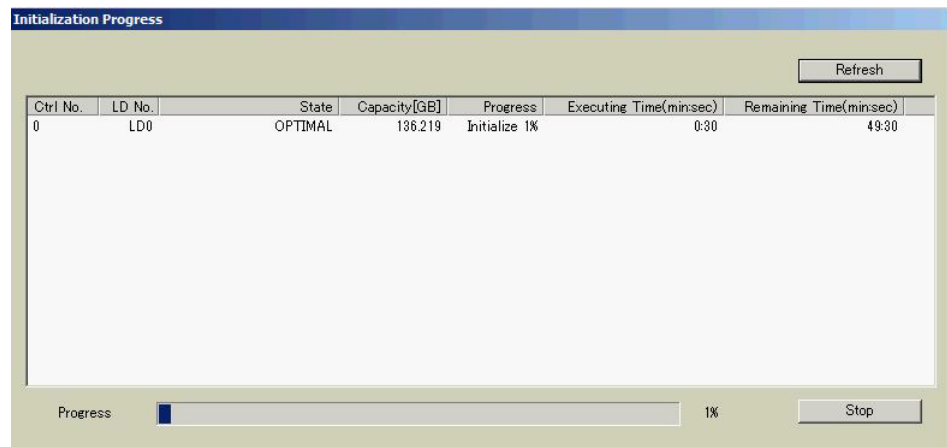 Initialization Progress
Refresh
Ctrl No. LD No. State Capacity[GB] Progress Executing Time(min:sec) Remaining Time(min:sec)
0 LD0 OPTIMAL 136.219 Initialize 1% 0:30 49:30
Progress 1% Stop